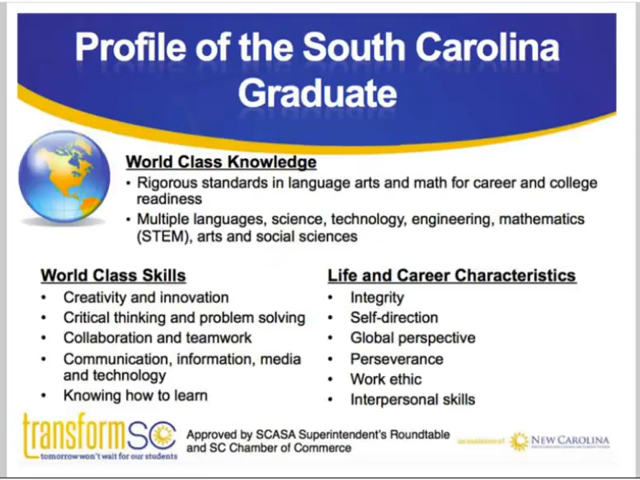 Profile of the South Carolina
Graduate
World Class Knowledge
• Rigorous standards in language arts and math for career and college
readiness
• Multiple languages, science, technology, engineering, mathematics
(STEM), arts and social sciences
World Class Skills
• Creativity and innovation
• Critical thinking and problem solving
• Collaboration and teamwork
• Communication, information, media
and technology
• Knowing how to learn
Life and Career Characteristics
• Integrity
• Self-direction
• Global perspective
• Perseverance
• Work ethic
• Interpersonal skills
transformSC
tomorrow won't wait for our students
Approved by SCASA Superintendent's Roundtable
and SC Chamber of Commerce
NEW CAROLINA